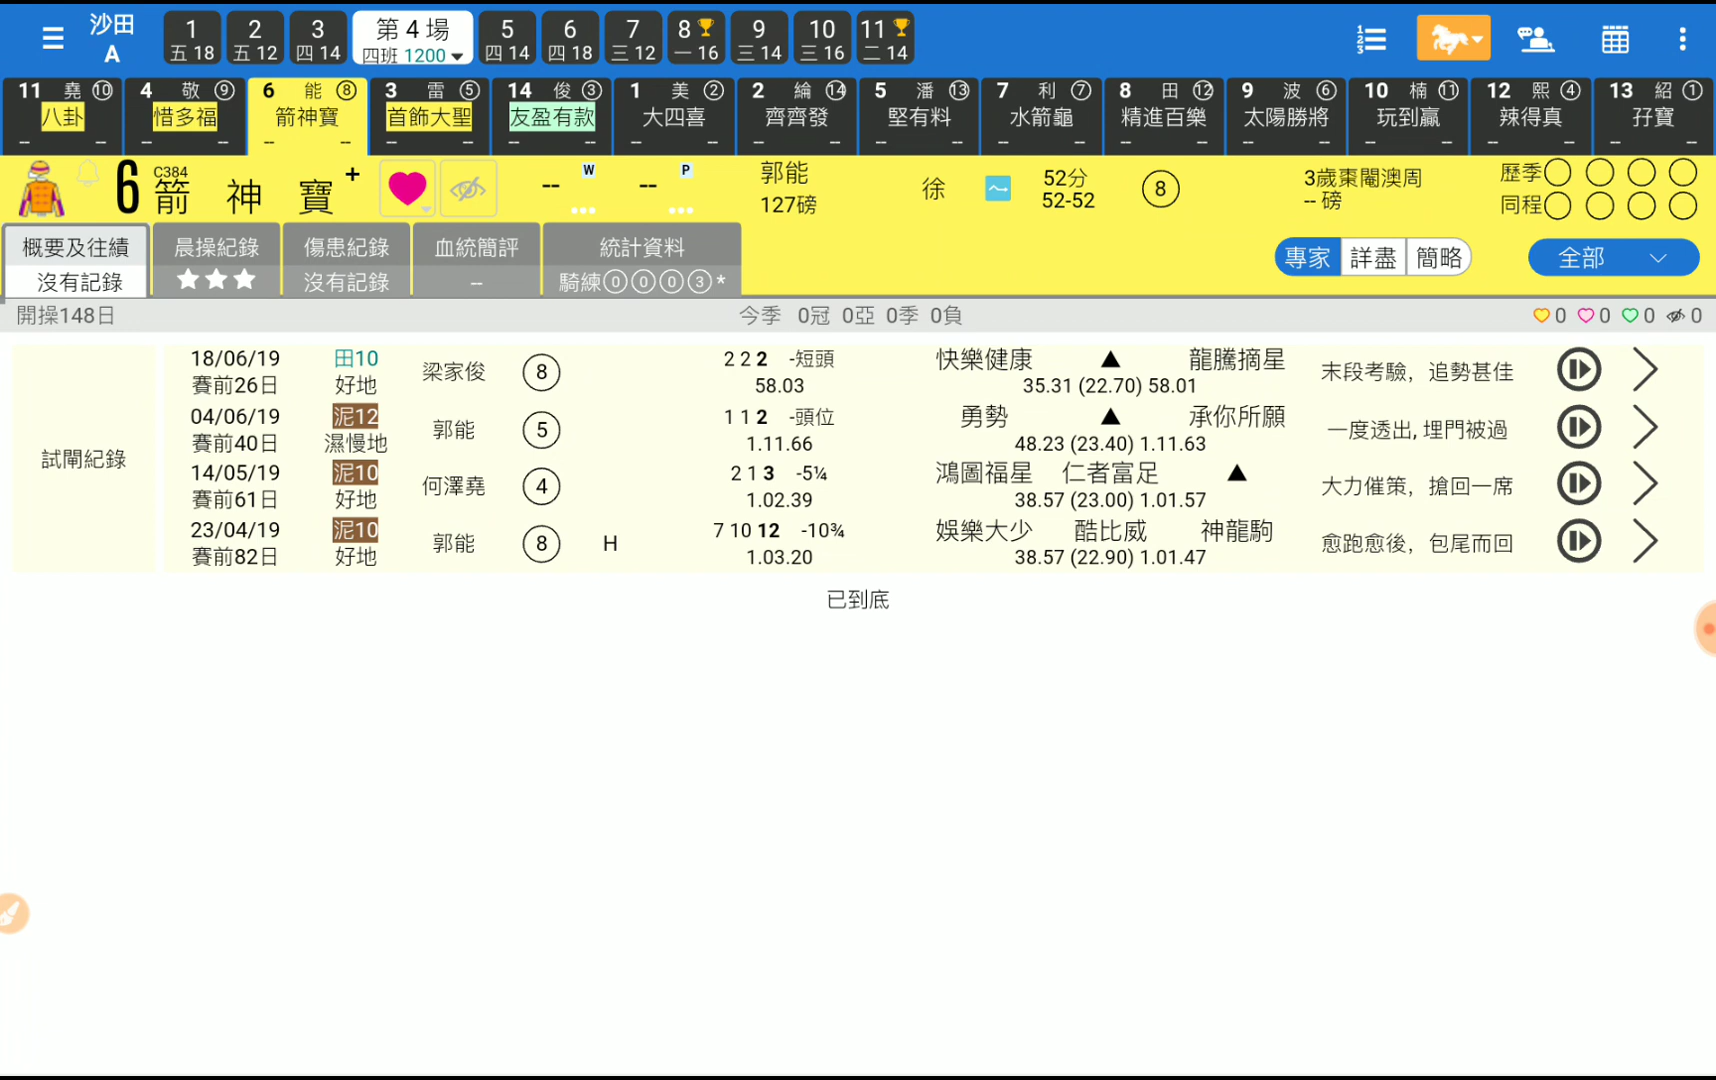 沙田
A
1
五 18
2
五 12
3
四 14
第 4 場
四班 1200
5
四 14
6
四 18
7
三 12
8
一 16
9
三 14
10
三 16
11
二 14
11 堯 ⑩
八卦
-- --
4 敬 ⑨
惜多福
-- --
6 能 ⑧
箭神寶
-- --
3 雷 ⑤
首飾大聖
-- --
14 俊 ③
友盈有款
-- --
1 美 ②
大四喜
-- --
2 綸 ⑭
齊齊發
-- --
5 潘 ⑬
堅有料
-- --
7 利 ⑦
水箭龜
-- --
8 田 ⑫
精進百樂
-- --
9 波 ⑥
太陽勝將
-- --
10 楠 ⑪
玩到贏
-- --
12 熙 ④
辣得真
-- --
13 紹 ①
孖寶
-- --
6
C384
箭 神 寶 +
-- W
-- P
郭能
127磅
徐
52分
52-52
⑧
3歲棗閹澳周
-- 磅
歷季
同程
概要及往績
沒有記錄
晨操紀錄
★★★
傷患紀錄
沒有記錄
血統簡評
--
統計資料
騎練⓪⓪⓪③*
專家 詳盡 簡略
全部
開操148日
今季 0冠 0亞 0季 0負
0 0 0 0
試閘紀錄
18/06/19 田10 梁家俊 ⑧ 2 2 2 -短頭 快樂健康 ▲ 龍騰摘星 末段考驗，追勢甚佳
賽前26日 好地 58.03 35.31 (22.70) 58.01
04/06/19 泥12 郭能 ⑤ 1 1 2 -頭位 勇勢 ▲ 承你所願 一度透出, 埋門被過
賽前40日 濕慢地 1.11.66 48.23 (23.40) 1.11.63
14/05/19 泥10 何澤堯 ④ 2 1 3 -5¼ 鴻圖福星 仁者富足 ▲ 大力催策，搶回一席
賽前61日 好地 1.02.39 38.57 (23.00) 1.01.57
23/04/19 泥10 郭能 ⑧ H 7 10 12 -10¾ 娛樂大少 酷比威 神龍駒 愈跑愈後，包尾而回
賽前82日 好地 1.03.20 38.57 (22.90) 1.01.47
已到底